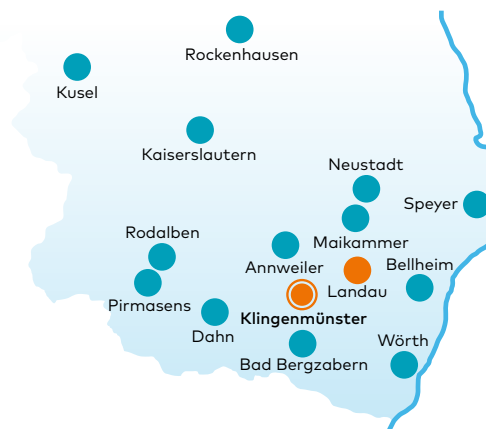 Rockenhausen
Kusel
Kaiserslautern
Neustadt
Speyer
Rodalben
Maikammer
Annweiler
Bellheim
Landau
Pirmasens
Klingenmünster
Dahn
Wörth
Bad Bergzabern